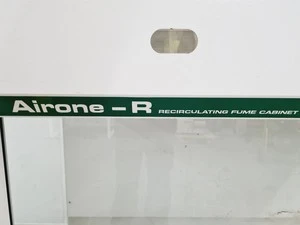 Airone – R RECIRCULATING FUME CABINET